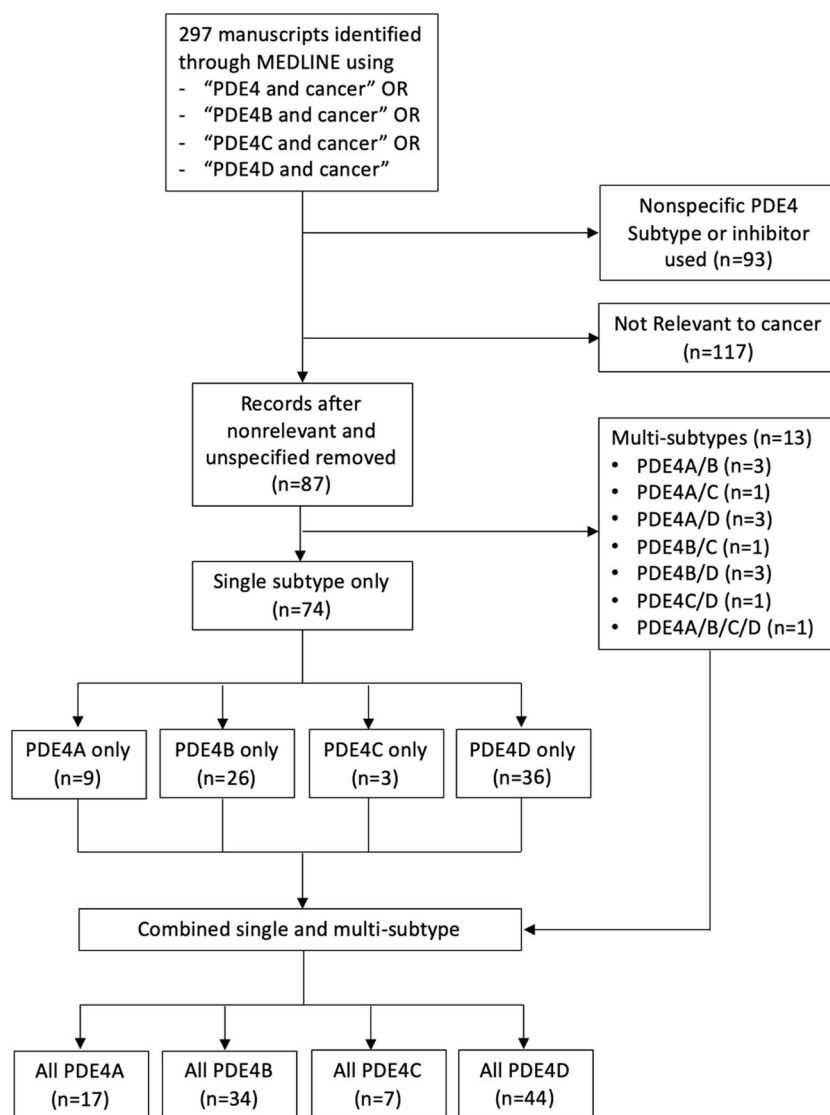 297 manuscripts identified
through MEDLINE using
- “PDE4 and cancer” OR
- “PDE4B and cancer” OR
- “PDE4C and cancer” OR
- “PDE4D and cancer”
Nonspecific PDE4
Subtype or inhibitor
used (n=93)
Not Relevant to cancer
(n=117)
Records after
nonrelevant and
unspecified removed
(n=87)
Multi-subtypes (n=13)
• PDE4A/B (n=3)
• PDE4A/C (n=1)
• PDE4A/D (n=3)
• PDE4B/C (n=1)
• PDE4B/D (n=3)
• PDE4C/D (n=1)
• PDE4A/B/C/D (n=1)
Single subtype only
(n=74)
PDE4A only
(n=9)
PDE4B only
(n=26)
PDE4C only
(n=3)
PDE4D only
(n=36)
Combined single and multi-subtype
All PDE4A
(n=17)
All PDE4B
(n=34)
All PDE4C
(n=7)
All PDE4D
(n=44)